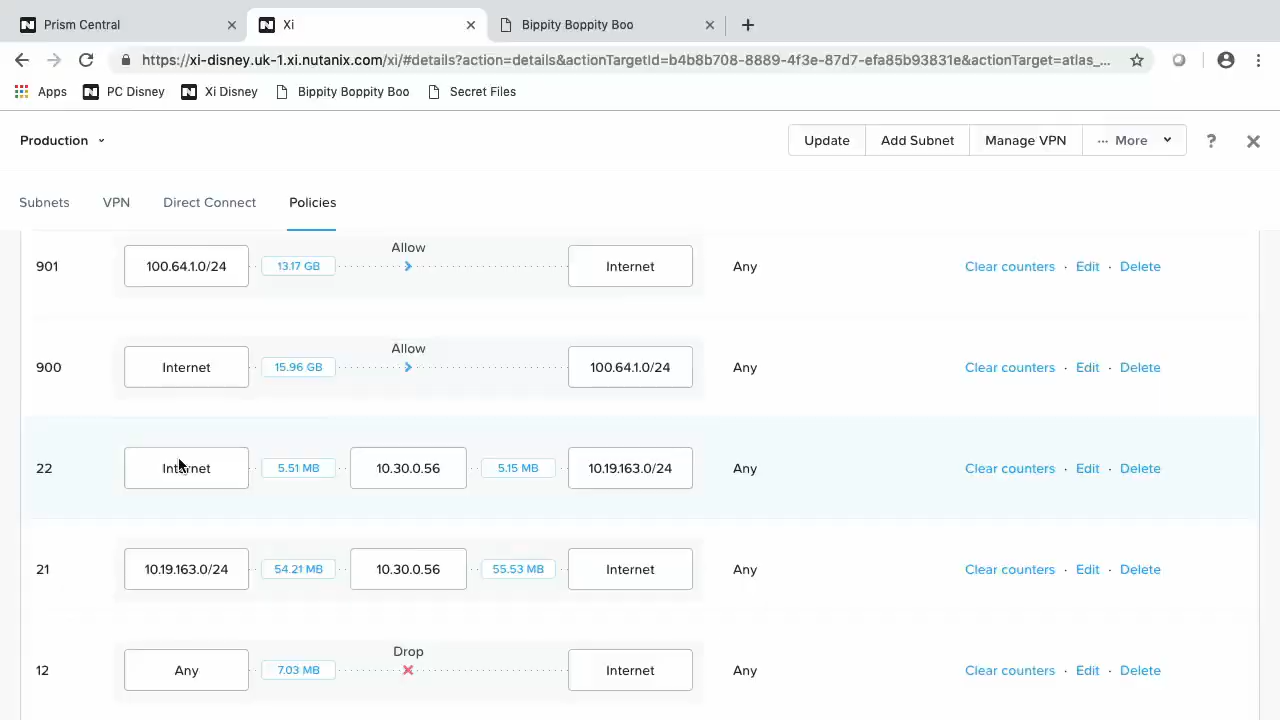 Prism Central
Xi
Bippity Boppity Boo
https://xi-disney.uk-1.xi.nutanix.com/xi/#details?action=details&actionTargetId=b4b8b708-8889-4f3e-87d7-efa85b93831e&actionTarget=atlas_...
Apps
PC Disney
Xi Disney
Bippity Boppity Boo
Secret Files
Production
Update
Add Subnet
Manage VPN
··· More
?
Subnets
VPN
Direct Connect
Policies
901
100.64.1.0/24
13.17 GB
Allow
Internet
Any
Clear counters · Edit · Delete
900
Internet
15.96 GB
Allow
100.64.1.0/24
Any
Clear counters · Edit · Delete
22
Internet
5.51 MB
10.30.0.56
5.15 MB
10.19.163.0/24
Any
Clear counters · Edit · Delete
21
10.19.163.0/24
54.21 MB
10.30.0.56
55.53 MB
Internet
Any
Clear counters · Edit · Delete
12
Any
7.03 MB
Drop
Internet
Any
Clear counters · Edit · Delete